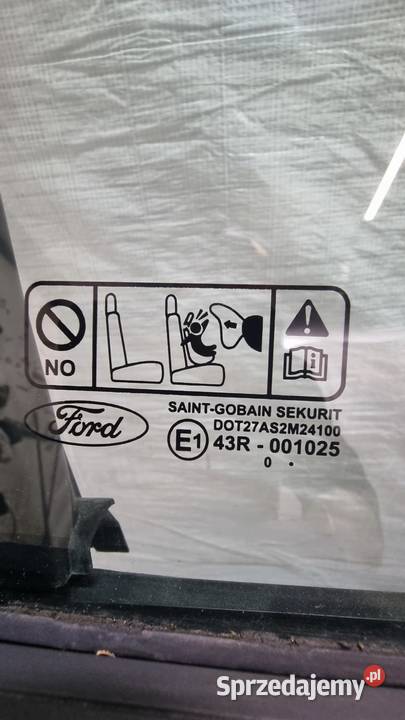 NO
Ford
SAINT-GOBAIN SEKURIT
DOT27AS2M24100
E1 43R - 001025
0 .
Sprzedajemy.pl